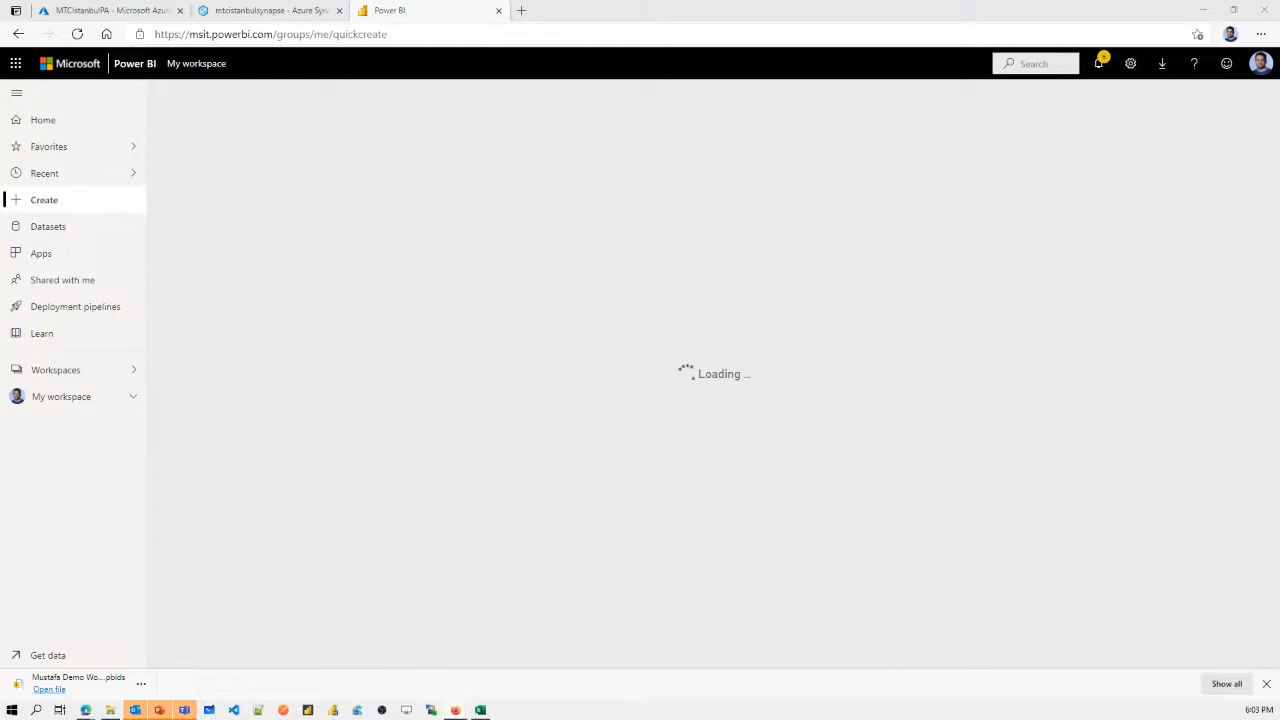 MTCIstanbulPA - Microsoft Azur
mtcistanbulsynapse - Azure Syn
Power BI
https://msit.powerbi.com/groups/me/quickcreate
Microsoft
Power BI
My workspace
Search
Home
Favorites
Recent
Create
Datasets
Apps
Shared with me
Deployment pipelines
Learn
Workspaces
My workspace
Loading ...
Get data
Mustafa Demo Wo....pbids
Open file
Show all
6:03 PM